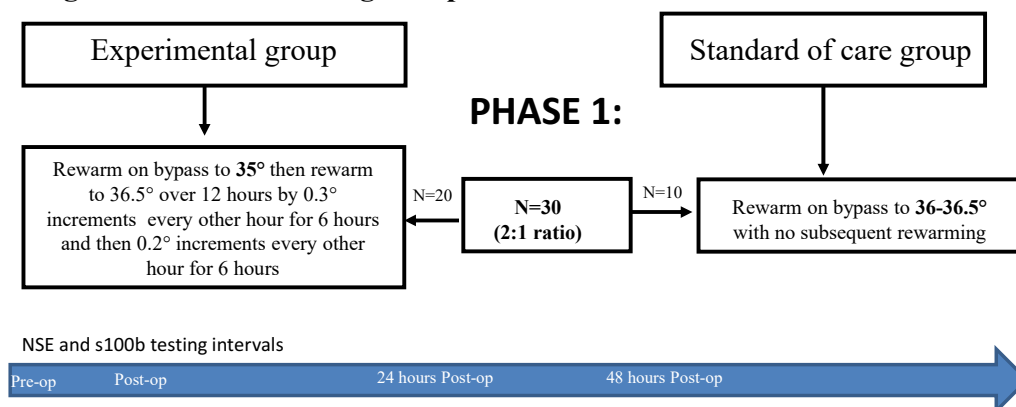 Experimental group
Standard of care group
PHASE 1:
Rewarm on bypass to 35° then rewarm
to 36.5° over 12 hours by 0.3°
increments every other hour for 6 hours
and then 0.2° increments every other
hour for 6 hours
N=20
N=30
(2:1 ratio)
N=10
Rewarm on bypass to 36-36.5°
with no subsequent rewarming
NSE and s100b testing intervals
Pre-op
Post-op
24 hours Post-op
48 hours Post-op